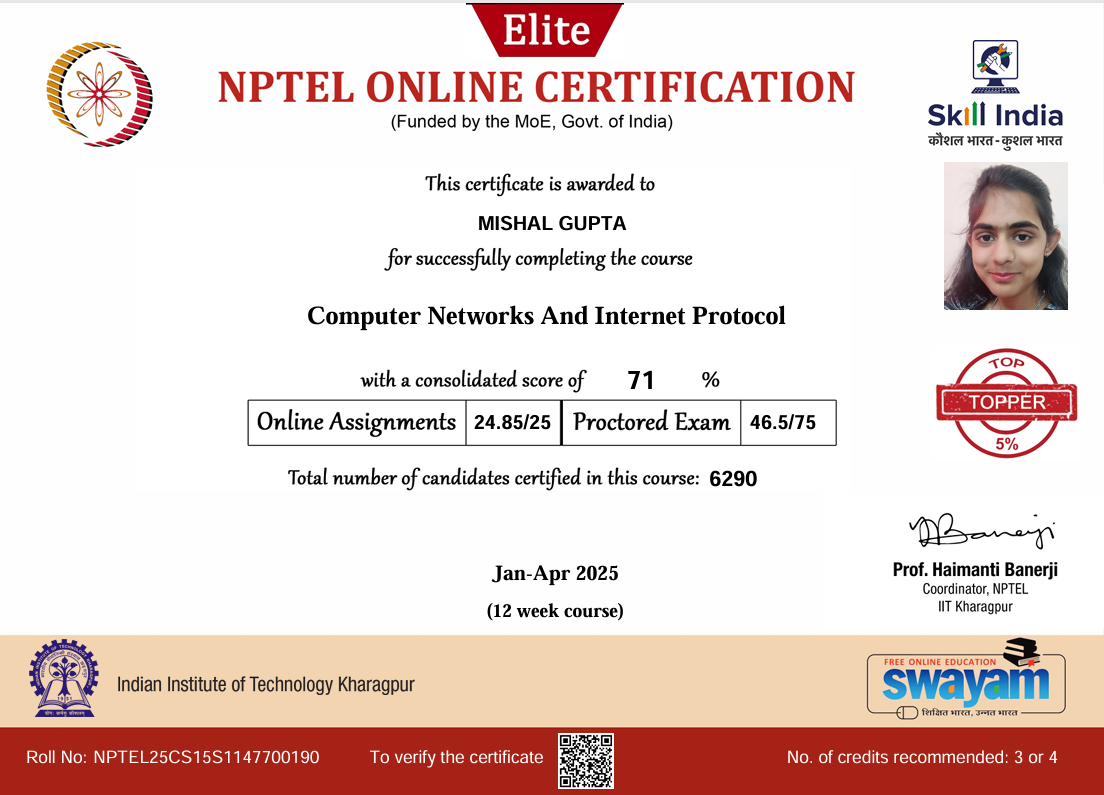 Elite
NPTEL ONLINE CERTIFICATION
(Funded by the MoE, Govt. of India)
Skill India
कौशल भारत - कुशल भारत
This certificate is awarded to
MISHAL GUPTA
for successfully completing the course
Computer Networks And Internet Protocol
with a consolidated score of 71 %
Online Assignments 24.85/25 Proctored Exam 46.5/75
Total number of candidates certified in this course: 6290
TOP
TOPPER
5%
Jan-Apr 2025
(12 week course)
Prof. Haimanti Banerji
Coordinator, NPTEL
IIT Kharagpur
Indian Institute of Technology Kharagpur
FREE ONLINE EDUCATION
swayam
शिक्षित भारत, उन्नत भारत
Roll No: NPTEL25CS15S1147700190 To verify the certificate No. of credits recommended: 3 or 4